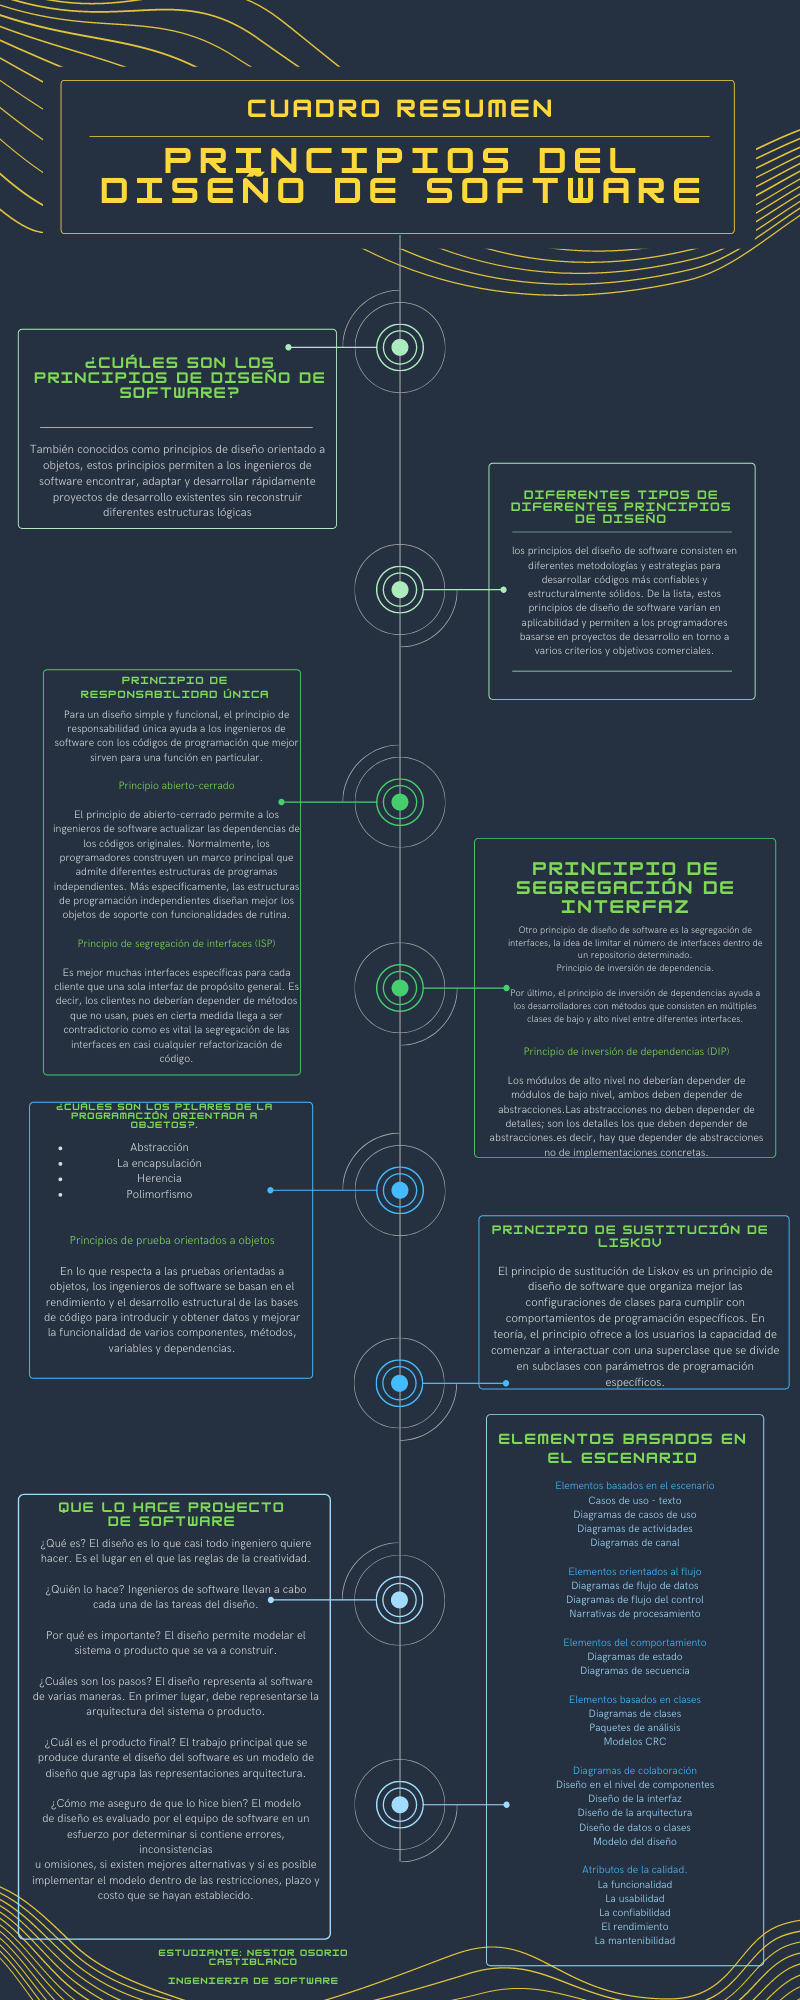 CUADRO RESUMEN
PRINCIPIOS DEL
DISEÑO DE SOFTWARE
¿CUÁLES SON LOS
PRINCIPIOS DE DISEÑO DE
SOFTWARE?
También conocidos como principios de diseño orientado a
objetos, estos principios permiten a los ingenieros de
software encontrar, adaptar y desarrollar rápidamente
proyectos de desarrollo existentes sin reconstruir
diferentes estructuras lógicas
DIFERENTES TIPOS DE
DIFERENTES PRINCIPIOS
DE DISEÑO
los principios del diseño de software consisten en
diferentes metodologías y estrategias para
desarrollar códigos más confiables y
estructuralmente sólidos. De la lista, estos
principios de diseño de software varían en
aplicabilidad y permiten a los programadores
basarse en proyectos de desarrollo en torno a
varios criterios y objetivos comerciales.
PRINCIPIO DE
RESPONSABILIDAD ÚNICA
Para un diseño simple y funcional, el principio de
responsabilidad única ayuda a los ingenieros de
software con los códigos de programación que mejor
sirven para una función en particular.
Principio abierto-cerrado
El principio de abierto-cerrado permite a los
ingenieros de software actualizar las dependencias de
los códigos originales. Normalmente, los
programadores construyen un marco principal que
admite diferentes estructuras de programas
independientes. Más específicamente, las estructuras
de programación independientes diseñan mejor los
objetos de soporte con funcionalidades de rutina.
Principio de segregación de interfaces (ISP)
Es mejor muchas interfaces específicas para cada
cliente que una sola interfaz de propósito general. Es
decir, los clientes no deberían depender de métodos
que no usan, pues en cierta medida llega a ser
contradictorio como es vital la segregación de las
interfaces en casi cualquier refactorización de
código.
PRINCIPIO DE
SEGREGACIÓN DE
INTERFAZ
Otro principio de diseño de software es la segregación de
interfaces, la idea de limitar el número de interfaces dentro de
un repositorio determinado.
Principio de inversión de dependencia.
Por último, el principio de inversión de dependencias ayuda a
los desarrolladores con métodos que consisten en múltiples
clases de bajo y alto nivel entre diferentes interfaces.
Principio de inversión de dependencias (DIP)
Los módulos de alto nivel no deberían depender de
módulos de bajo nivel, ambos deben depender de
abstracciones.Las abstracciones no deben depender de
detalles; son los detalles los que deben depender de
abstracciones.es decir, hay que depender de abstracciones
no de implementaciones concretas.
¿CUÁLES SON LOS PILARES DE LA
PROGRAMACIÓN ORIENTADA A
OBJETOS?.
• Abstracción
• La encapsulación
• Herencia
• Polimorfismo
Principios de prueba orientados a objetos
En lo que respecta a las pruebas orientadas a
objetos, los ingenieros de software se basan en el
rendimiento y el desarrollo estructural de las bases
de código para introducir y obtener datos y mejorar
la funcionalidad de varios componentes, métodos,
variables y dependencias.
PRINCIPIO DE SUSTITUCIÓN DE
LISKOV
El principio de sustitución de Liskov es un principio de
diseño de software que organiza mejor las
configuraciones de clases para cumplir con
comportamientos de programación específicos. En
teoría, el principio ofrece a los usuarios la capacidad de
comenzar a interactuar con una superclase que se divide
en subclases con parámetros de programación
específicos.
ELEMENTOS BASADOS EN
EL ESCENARIO
Elementos basados en el escenario
Casos de uso - texto
Diagramas de casos de uso
Diagramas de actividades
Diagramas de canal
Elementos orientados al flujo
Diagramas de flujo de datos
Diagramas de flujo del control
Narrativas de procesamiento
Elementos del comportamiento
Diagramas de estado
Diagramas de secuencia
Elementos basados en clases
Diagramas de clases
Paquetes de análisis
Modelos CRC
Diagramas de colaboración
Diseño en el nivel de componentes
Diseño de la interfaz
Diseño de la arquitectura
Diseño de datos o clases
Modelo del diseño
Atributos de la calidad.
La funcionalidad
La usabilidad
La confiabilidad
El rendimiento
La mantenibilidad
QUE LO HACE PROYECTO
DE SOFTWARE
¿Qué es? El diseño es lo que casi todo ingeniero quiere
hacer. Es el lugar en el que las reglas de la creatividad.
¿Quién lo hace? Ingenieros de software llevan a cabo
cada una de las tareas del diseño.
Por qué es importante? El diseño permite modelar el
sistema o producto que se va a construir.
¿Cuáles son los pasos? El diseño representa al software
de varias maneras. En primer lugar, debe representarse la
arquitectura del sistema o producto.
¿Cuál es el producto final? El trabajo principal que se
produce durante el diseño del software es un modelo de
diseño que agrupa las representaciones arquitectura.
¿Cómo me aseguro de que lo hice bien? El modelo
de diseño es evaluado por el equipo de software en un
esfuerzo por determinar si contiene errores,
inconsistencias
u omisiones, si existen mejores alternativas y si es posible
implementar el modelo dentro de las restricciones, plazo y
costo que se hayan establecido.
ESTUDIANTE: NESTOR OSORIO
CASTIBLANCO
INGENIERIA DE SOFTWARE